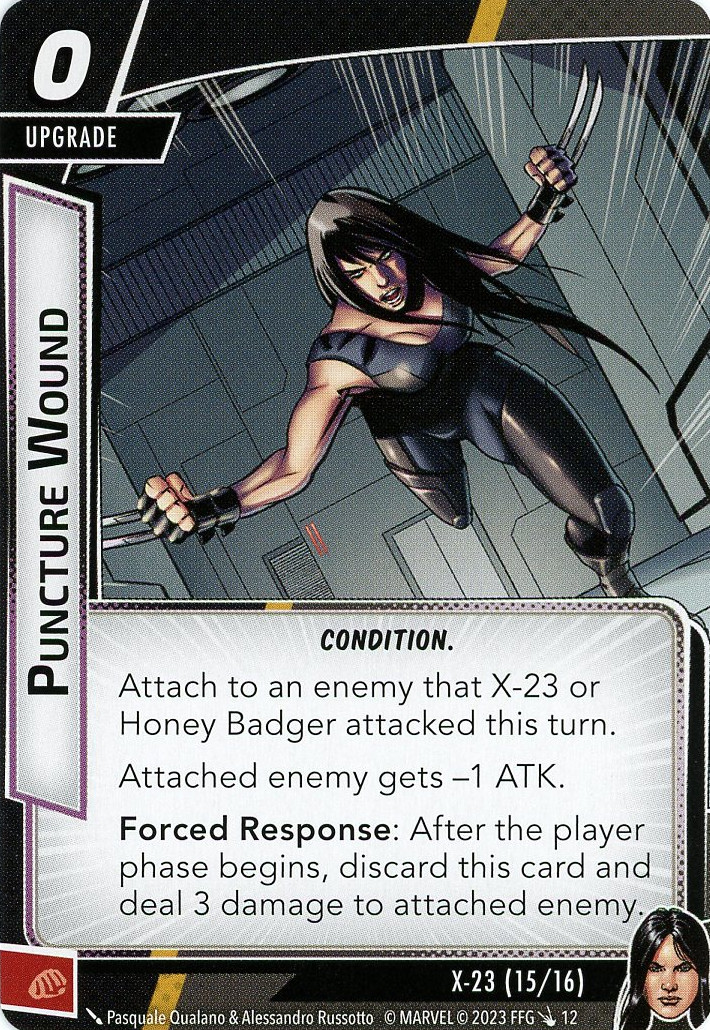 0
UPGRADE
PUNCTURE WOUND
CONDITION.
Attach to an enemy that X-23 or
Honey Badger attacked this turn.
Attached enemy gets –1 ATK.
Forced Response: After the player
phase begins, discard this card and
deal 3 damage to attached enemy.
X-23 (15/16)
Pasquale Qualano & Alessandro Russotto © MARVEL © 2023 FFG 12